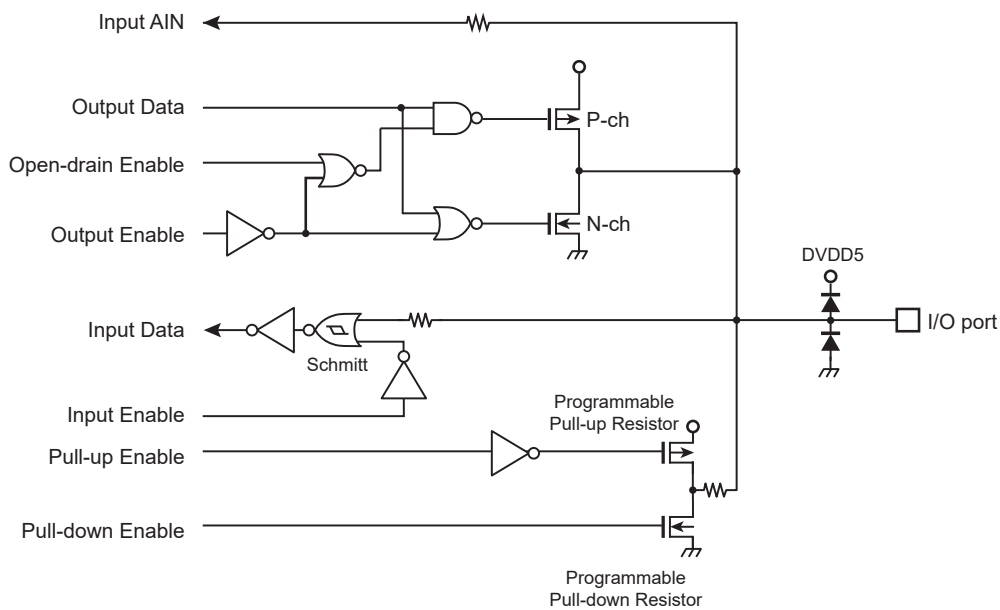 Input AIN
Output Data
P-ch
Open-drain Enable
Output Enable
N-ch
DVDD5
Input Data
Schmitt
I/O port
Input Enable
Programmable
Pull-up Resistor
Pull-up Enable
Pull-down Enable
Programmable
Pull-down Resistor